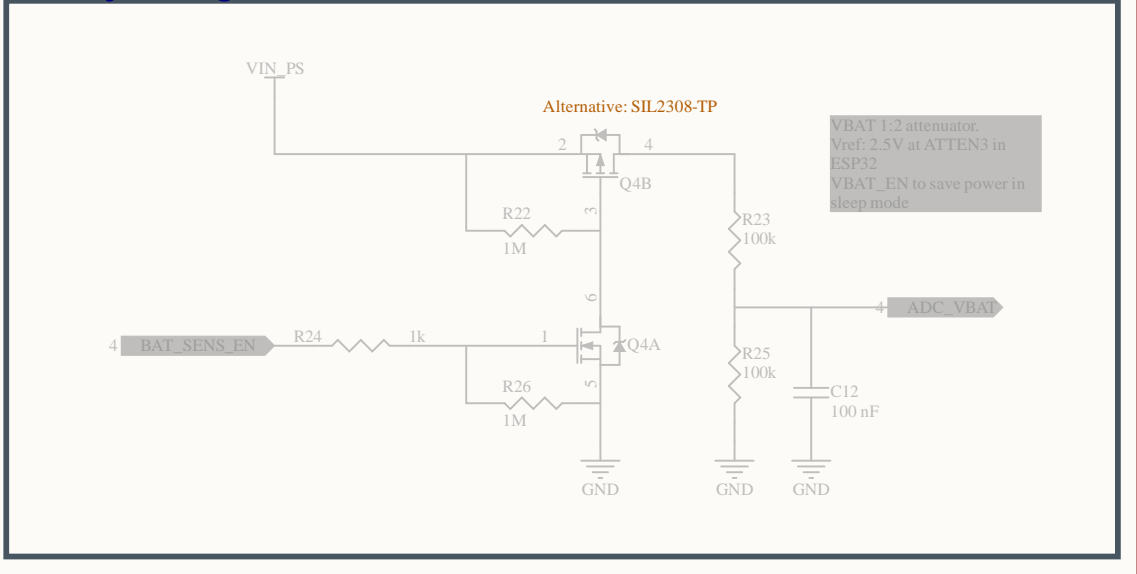 VIN_PS
Alternative: SIL2308-TP
VBAT 1:2 attenuator.
Vref: 2.5V at ATTEN3 in
ESP32
VBAT_EN to save power in
sleep mode
2
4
Q4B
3
R22
1M
R23
100k
6
4
ADC_VBAT
4
BAT_SENS_EN
R24
1k
1
Q4A
R26
1M
5
R25
100k
C12
100 nF
GND
GND
GND